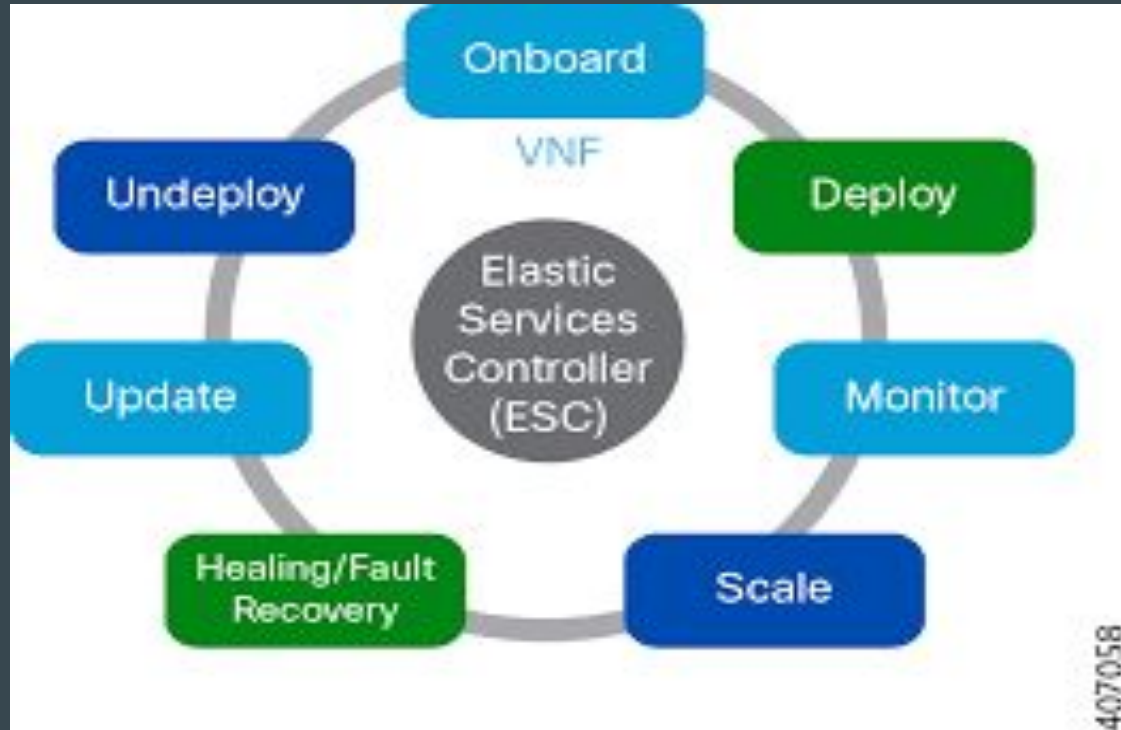 Onboard
VNF
Undeploy
Deploy
Elastic
Services
Controller
(ESC)
Update
Monitor
Healing/Fault
Recovery
Scale
407058